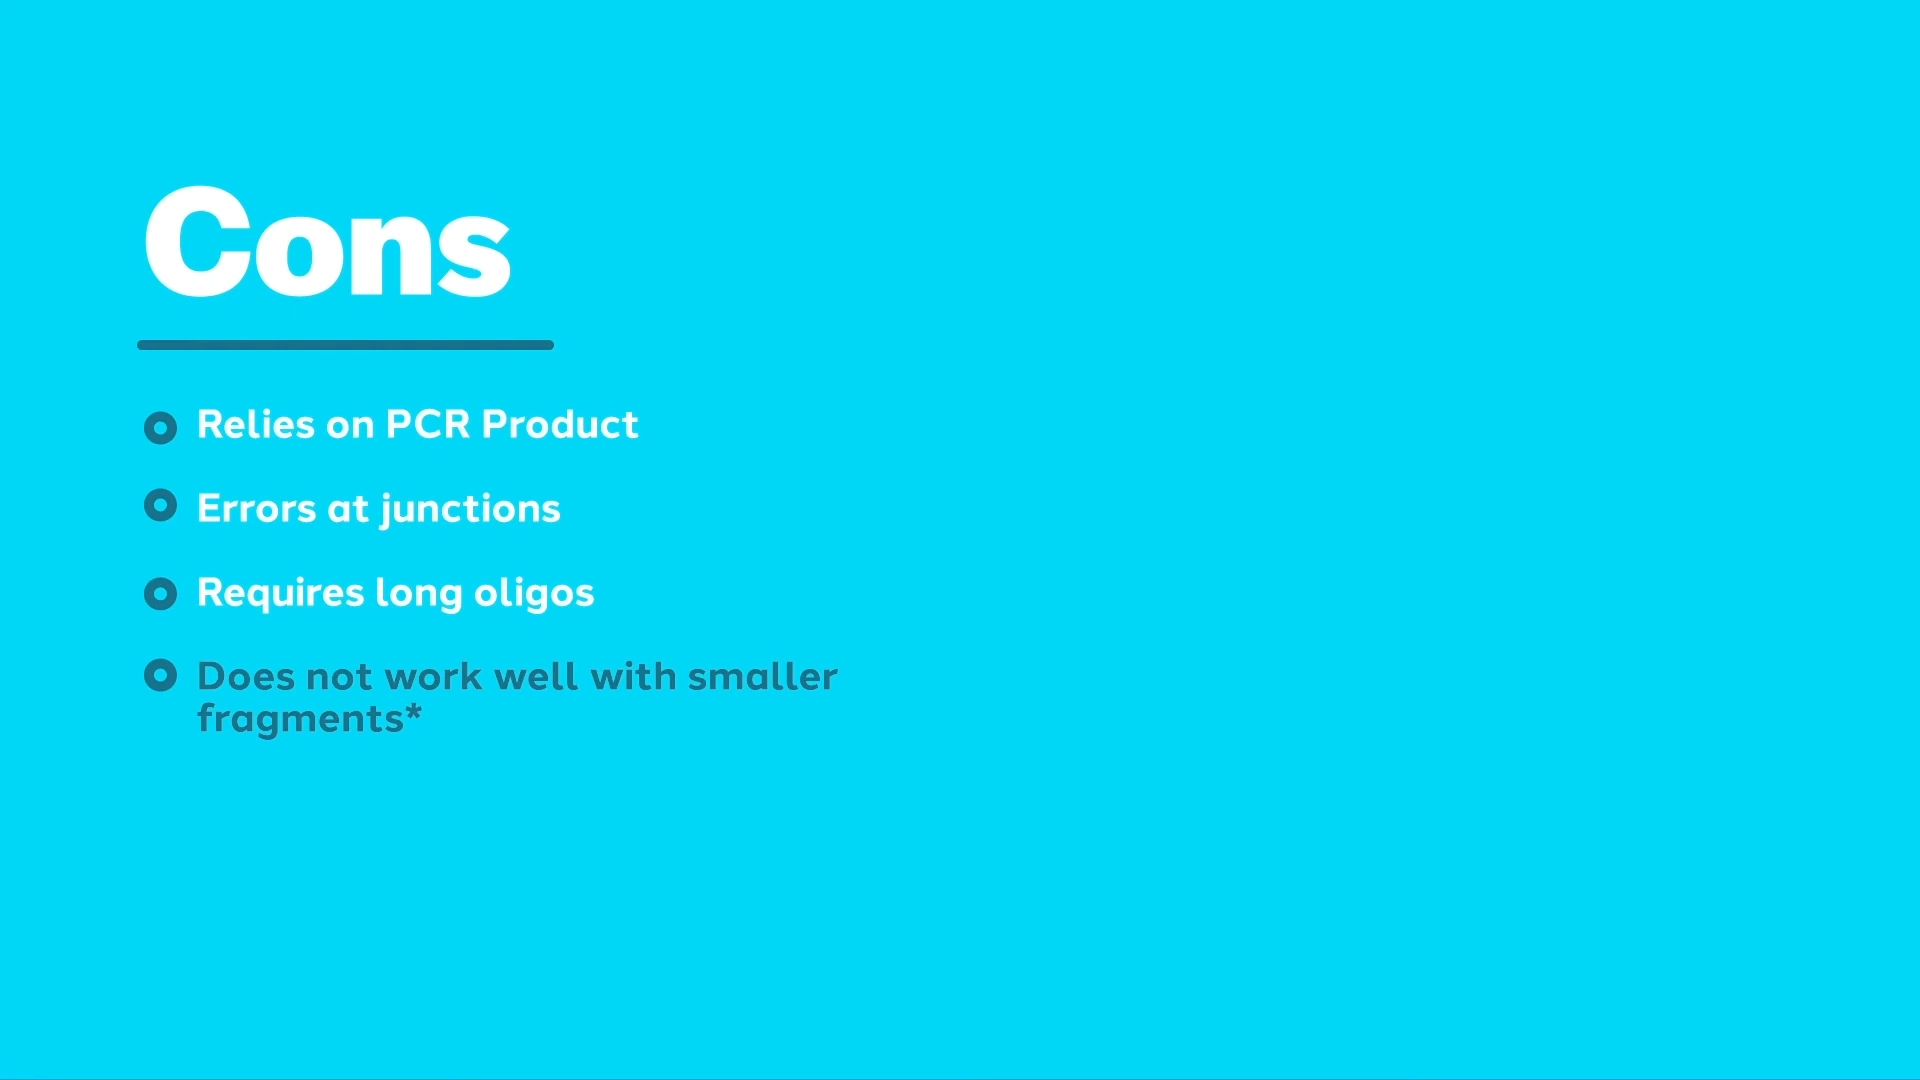 Cons
Relies on PCR Product
Errors at junctions
Requires long oligos
Does not work well with smaller
fragments*